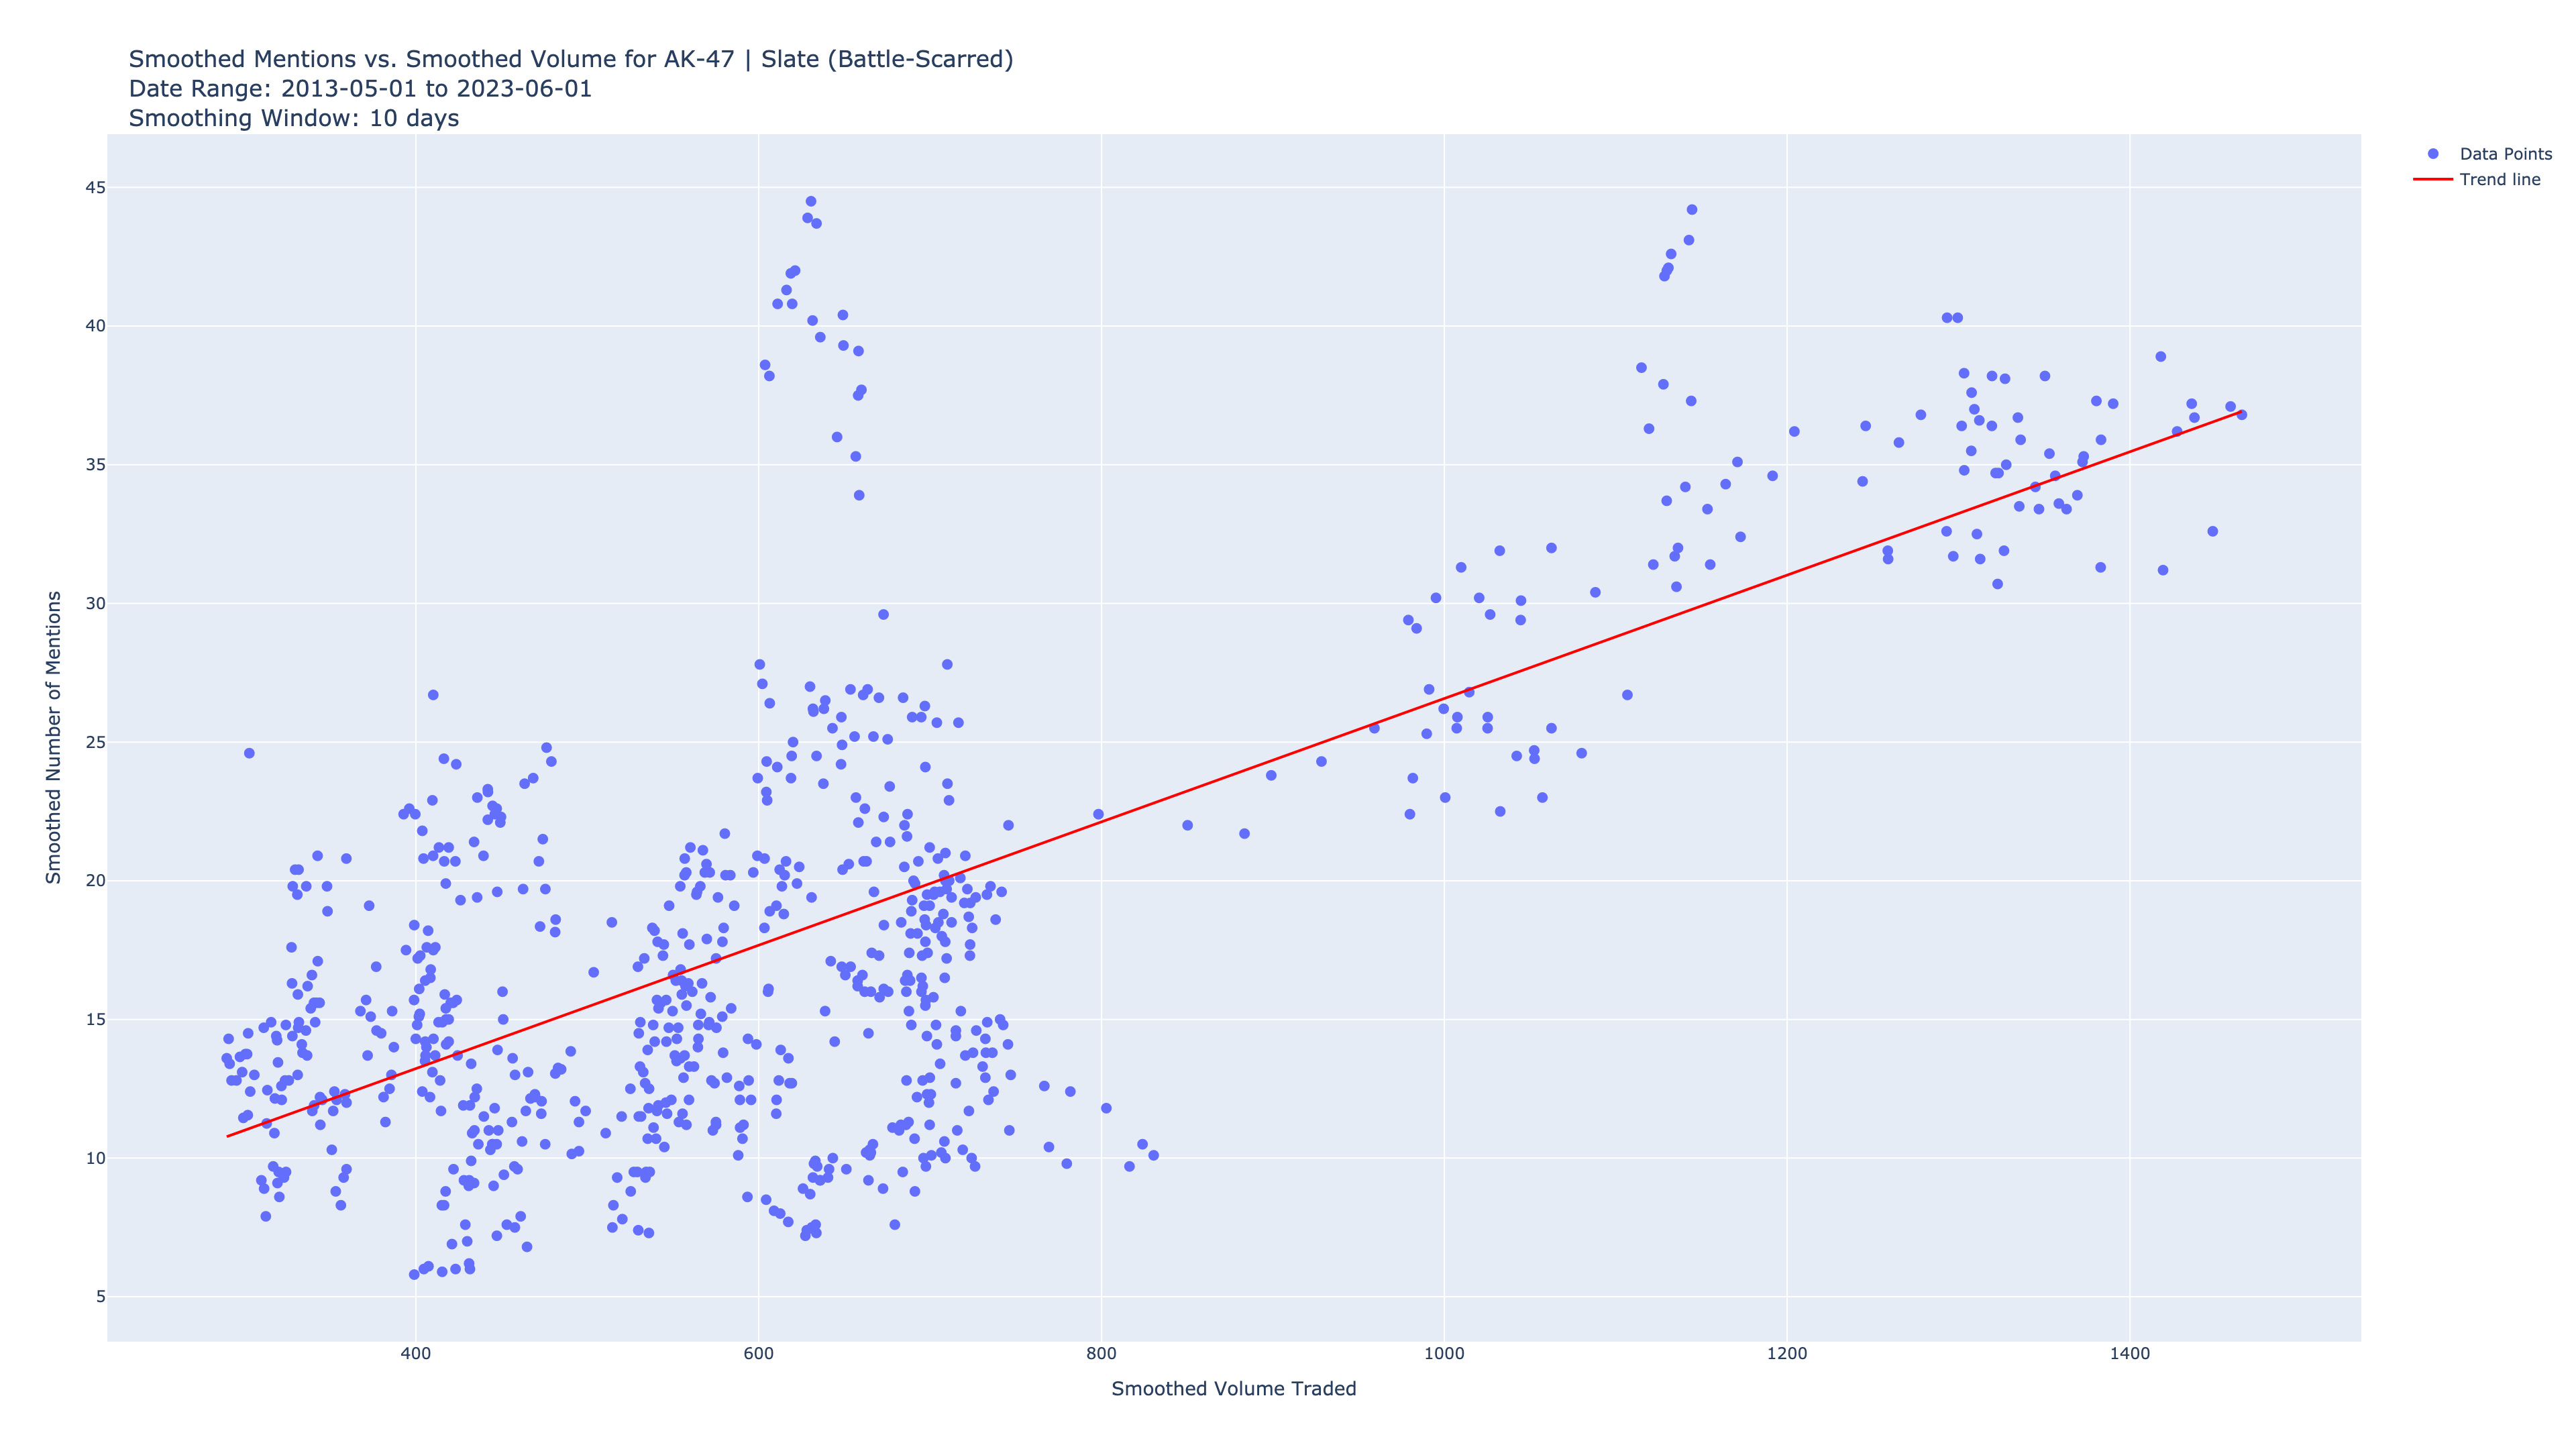 Smoothed Mentions vs. Smoothed Volume for AK-47 | Slate (Battle-Scarred)
Date Range: 2013-05-01 to 2023-06-01
Smoothing Window: 10 days
Data Points
Trend line
45
40
35
30
25
20
15
10
5
Smoothed Number of Mentions
400
600
800
1000
1200
1400
Smoothed Volume Traded